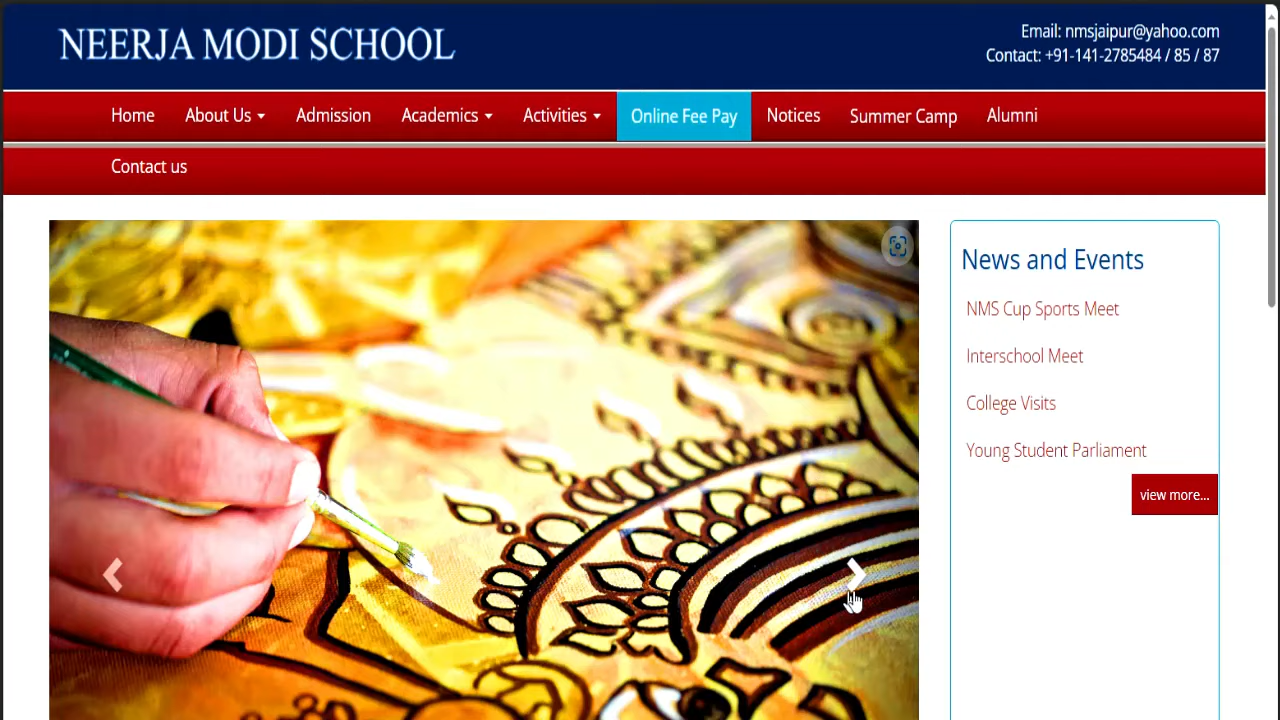 NEERJA MODI SCHOOL
Email: nmsjaipur@yahoo.com
Contact: +91-141-2785484 / 85 / 87
Home About Us Admission Academics Activities Online Fee Pay Notices Summer Camp Alumni
Contact us
News and Events
NMS Cup Sports Meet
Interschool Meet
College Visits
Young Student Parliament
view more...